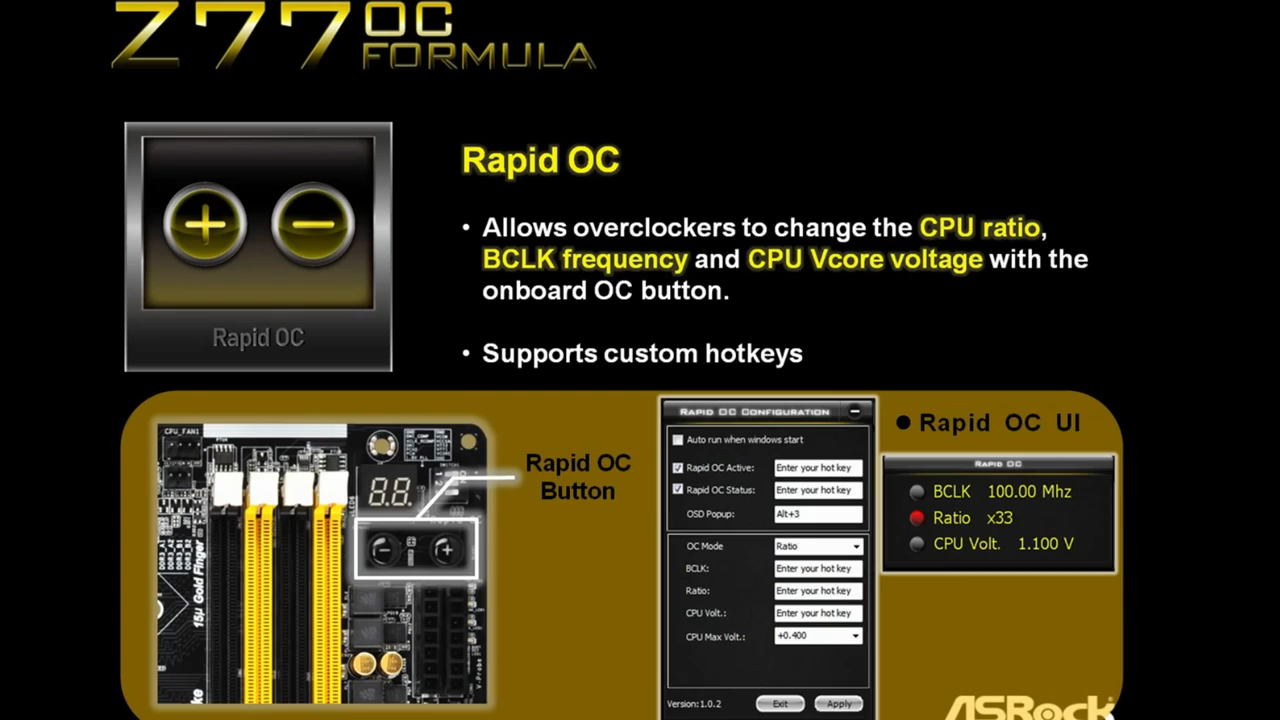 Z77 OC
FORMULA
Rapid OC
Rapid OC
• Allows overclockers to change the CPU ratio,
BCLK frequency and CPU Vcore voltage with the
onboard OC button.
• Supports custom hotkeys
CPU_FAN1
15μ Gold Finger
8.8.
Rapid OC
Button
V-Probe
Rapid OC Configuration
Auto run when windows start
Rapid OC Active: Enter your hot key
Rapid OC Status: Enter your hot key
OSD Popup: Alt+3
OC Mode Ratio
BCLK: Enter your hot key
Ratio: Enter your hot key
CPU Volt.: Enter your hot key
CPU Max Volt.: +0.400
Version:1.0.2 Exit Apply
● Rapid OC UI
Rapid OC
BCLK 100.00 Mhz
Ratio x33
CPU Volt. 1.100 V
ASRock